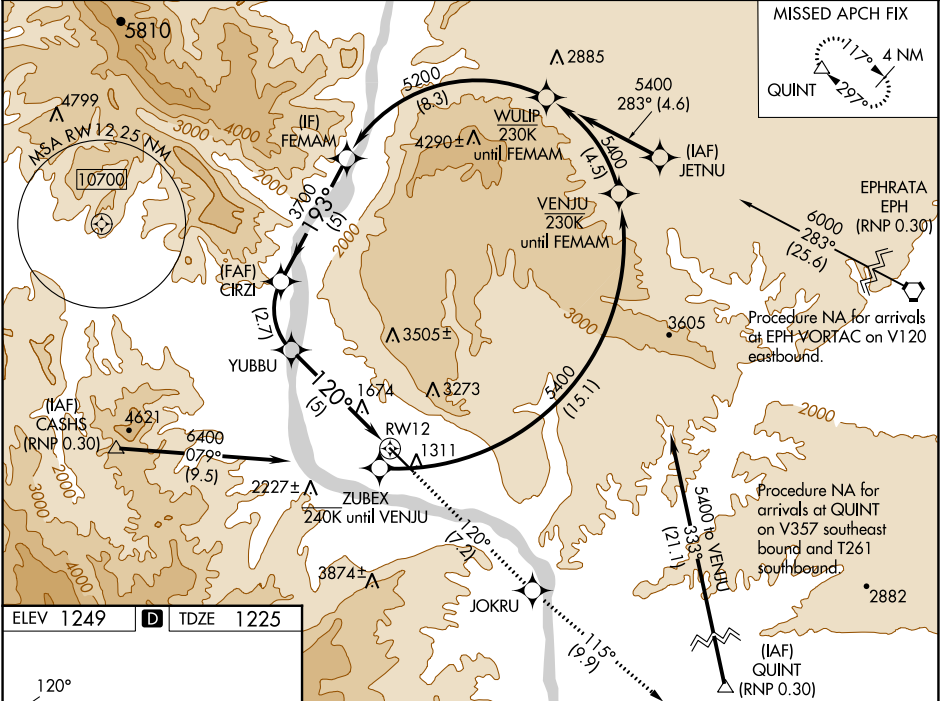 MISSED APCH FIX
117°
4 NM
QUINT
297°
5810
4799
MSA RW12 25 NM
10700
3000
4000
2000
(IF)
FEMAM
5200
(8.3)
2885
5400
283° (4.6)
WULIP
230K
until FEMAM
4290±
5400
(4.5)
(IAF)
JETNU
VENJU
230K
until FEMAM
EPHRATA
EPH
(RNP 0.30)
6000
283°
(25.6)
3700
193°
(5)
2000
(FAF)
CIRZI
(2.7)
YUBBU
3505±
3000
3605
Procedure NA for arrivals
at EPH VORTAC on V120
eastbound.
120°
(5)
1674
3273
5400
(15.1)
2000
(IAF)
CASHS
(RNP 0.30)
4621
6400
079°
(9.5)
RW12
1311
2227±
ZUBEX
240K until VENJU
2000
3000
4000
120°
(7.2)
5400 to VENJU
333°
(21.1)
Procedure NA for
arrivals at QUINT
on V357 southeast
bound and T261
southbound
3874±
JOKRU
2882
115°
(9.9)
(IAF)
QUINT
(RNP 0.30)
ELEV 1249
D
TDZE 1225
120°